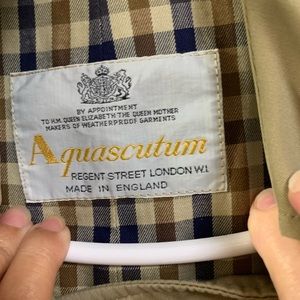 BY APPOINTMENT
TO H.M. QUEEN ELIZABETH THE QUEEN MOTHER
MAKERS OF WEATHERPROOF GARMENTS
Aquascutum
REGENT STREET LONDON W.1.
MADE IN ENGLAND